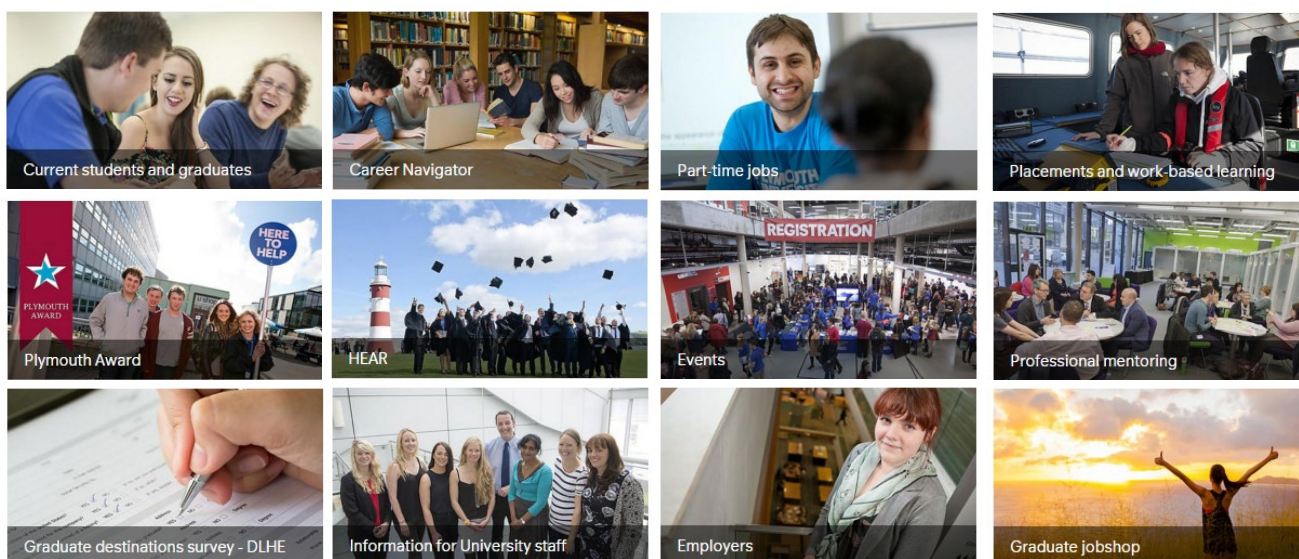 Current students and graduates
Career Navigator
PLYMOUTH
Part-time jobs
Placements and work-based learning
PLYMOUTH
AWARD
HERE
TO
HELP
Plymouth Award
HEAR
REGISTRATION
Events
Professional mentoring
Graduate destinations survey - DLHE
Information for University staff
Employers
Graduate jobshop